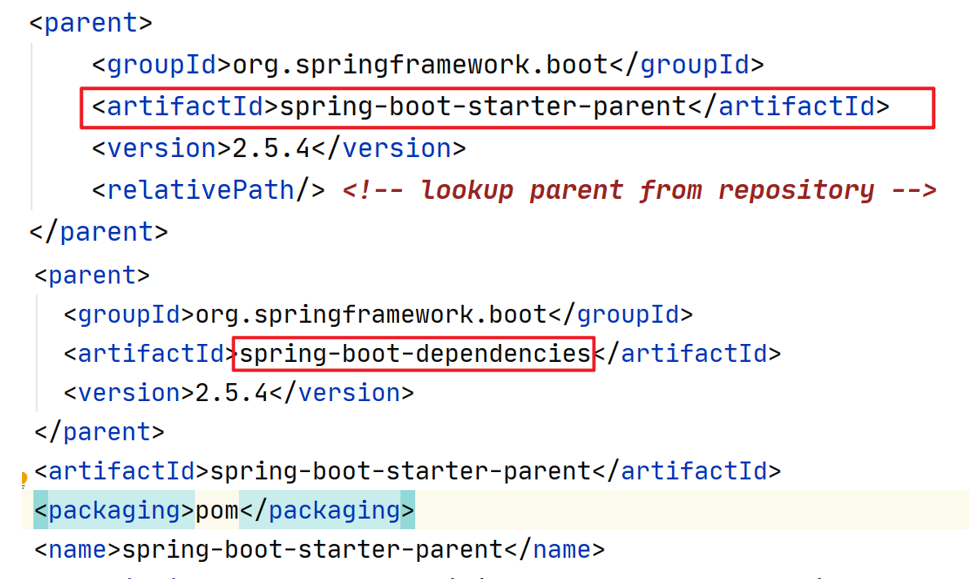 <parent>
<groupId>org.springframework.boot</groupId>
<artifactId>spring-boot-starter-parent</artifactId>
<version>2.5.4</version>
<relativePath/> <!-- lookup parent from repository -->
</parent>
<parent>
<groupId>org.springframework.boot</groupId>
<artifactId>spring-boot-dependencies</artifactId>
<version>2.5.4</version>
</parent>
<artifactId>spring-boot-starter-parent</artifactId>
<packaging>pom</packaging>
<name>spring-boot-starter-parent</name>